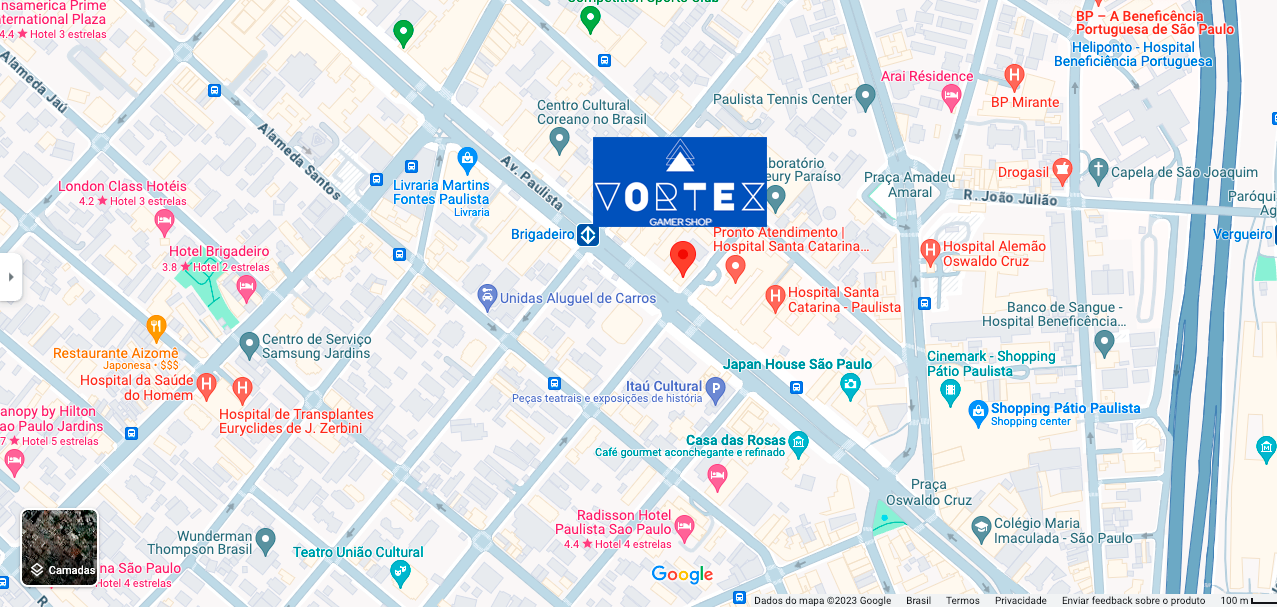 nsamerica Prime
nternational Plaza
4.4 ★ Hotel 3 estrelas
Competition Sports Club
BP – A Beneficência
Portuguesa de São Paulo
Heliponto - Hospital
Beneficência Portuguesa
Alameda Jaú
Arai Résidence
BP Mirante
Paulista Tennis Center
Centro Cultural
Coreano no Brasil
Alameda Santos
Av. Paulista
VORTEX
GAMER SHOP
aboratório
eury Paraíso
Praça Amadeu
Amaral
Drogasil
Capela de São Joaquim
R. João Julião
Paróqui
Ag
Vergueiro
London Class Hotéis
4.2 ★ Hotel 3 estrelas
Livraria Martins
Fontes Paulista
Livraria
Brigadeiro
Pronto Atendimento |
Hospital Santa Catarina...
Hospital Alemão
Oswaldo Cruz
Hotel Brigadeiro
3.8 ★ Hotel 2 estrelas
Unidas Aluguel de Carros
Hospital Santa
Catarina - Paulista
Banco de Sangue -
Hospital Beneficência...
Centro de Serviço
Samsung Jardins
Restaurante Aizomê
Japonesa • $$$
Hospital da Saúde
do Homem
Hospital de Transplantes
Euryclides de J. Zerbini
Japan House São Paulo
Cinemark - Shopping
Pátio Paulista
Itaú Cultural
Peças teatrais e exposições de história
Shopping Pátio Paulista
Shopping center
anopy by Hilton
ao Paulo Jardins
7 ★ Hotel 5 estrelas
Casa das Rosas
Café gourmet aconchegante e refinado
Praça
Oswaldo Cruz
Radisson Hotel
Paulista Sao Paulo
4.4 ★ Hotel 4 estrelas
Colégio Maria
Imaculada - São Paulo
Wunderman
Thompson Brasil
Teatro União Cultural
Camadas
na São Paulo
Hotel 4 estrelas
Google
Dados do mapa ©2023 Google Brasil Termos Privacidade Enviar feedback sobre o produto 100 m